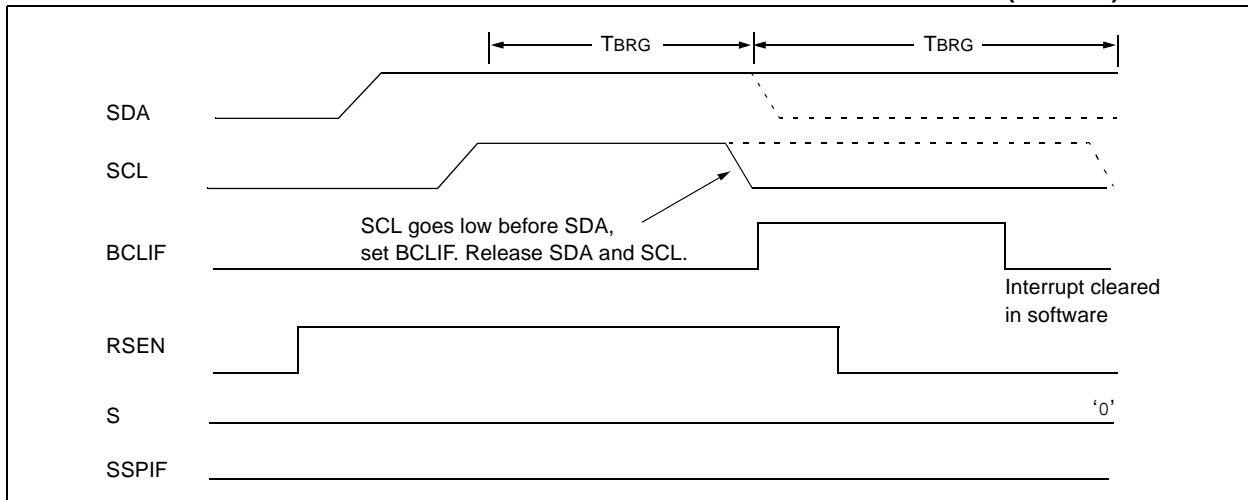 TBRG TBRG
SDA
SCL
SCL goes low before SDA,
set BCLIF. Release SDA and SCL.
BCLIF
Interrupt cleared
in software
RSEN
S ‘0’
SSPIF